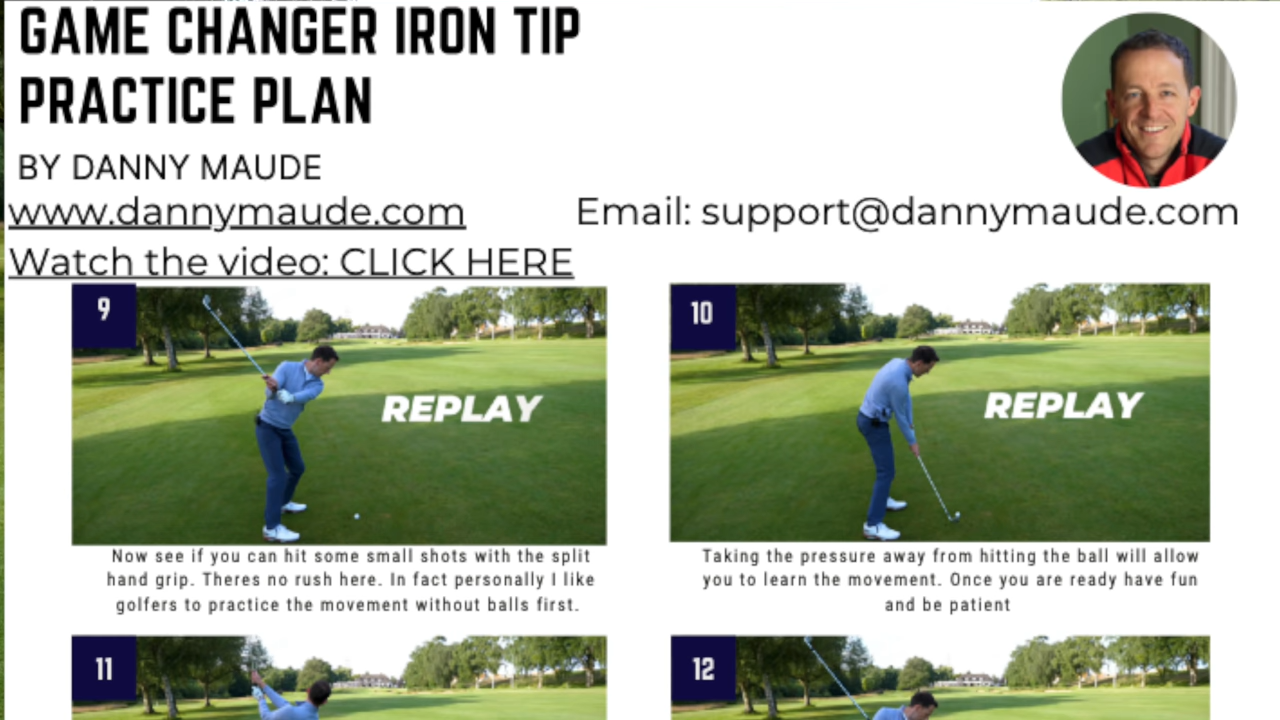 GAME CHANGER IRON TIP
PRACTICE PLAN
BY DANNY MAUDE
www.dannymaude.com
Email: support@dannymaude.com
Watch the video: CLICK HERE
9
REPLAY
Now see if you can hit some small shots with the split
hand grip. Theres no rush here. In fact personally I like
golfers to practice the movement without balls first.
10
REPLAY
Taking the pressure away from hitting the ball will allow
you to learn the movement. Once you are ready have fun
and be patient
11
12